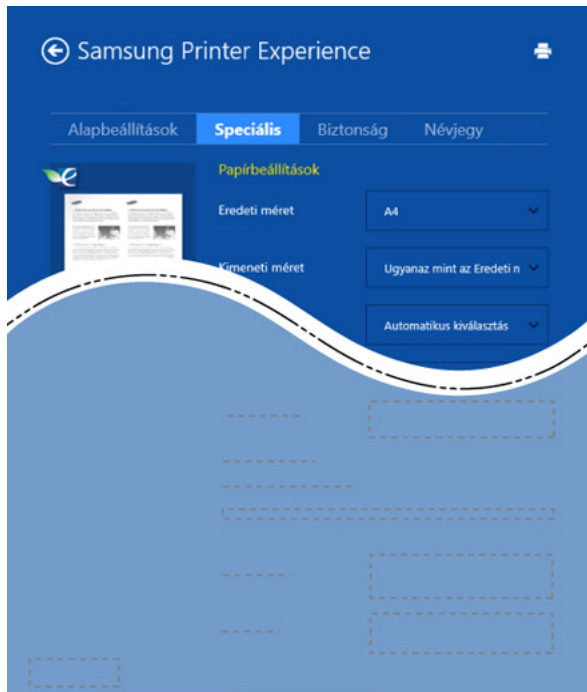 Samsung Printer Experience
Alapbeállítások Speciális Biztonság Névjegy
Papírbeállítások
Eredeti méret A4
Kimeneti méret Ugyanaz mint az Eredeti n
Automatikus kiválasztás